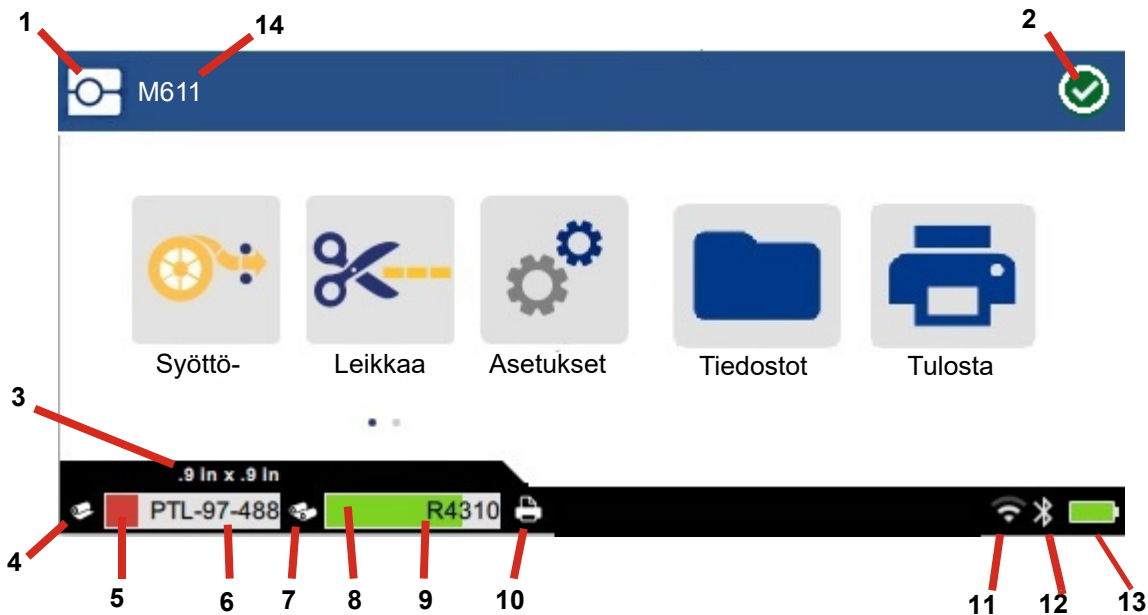 1
14
2
M611
Syöttö-
Leikkaa
Asetukset
Tiedostot
Tulosta
3
.9 in x .9 in
PTL-97-488
R4310
4
5
6
7
8
9
10
11
12
13